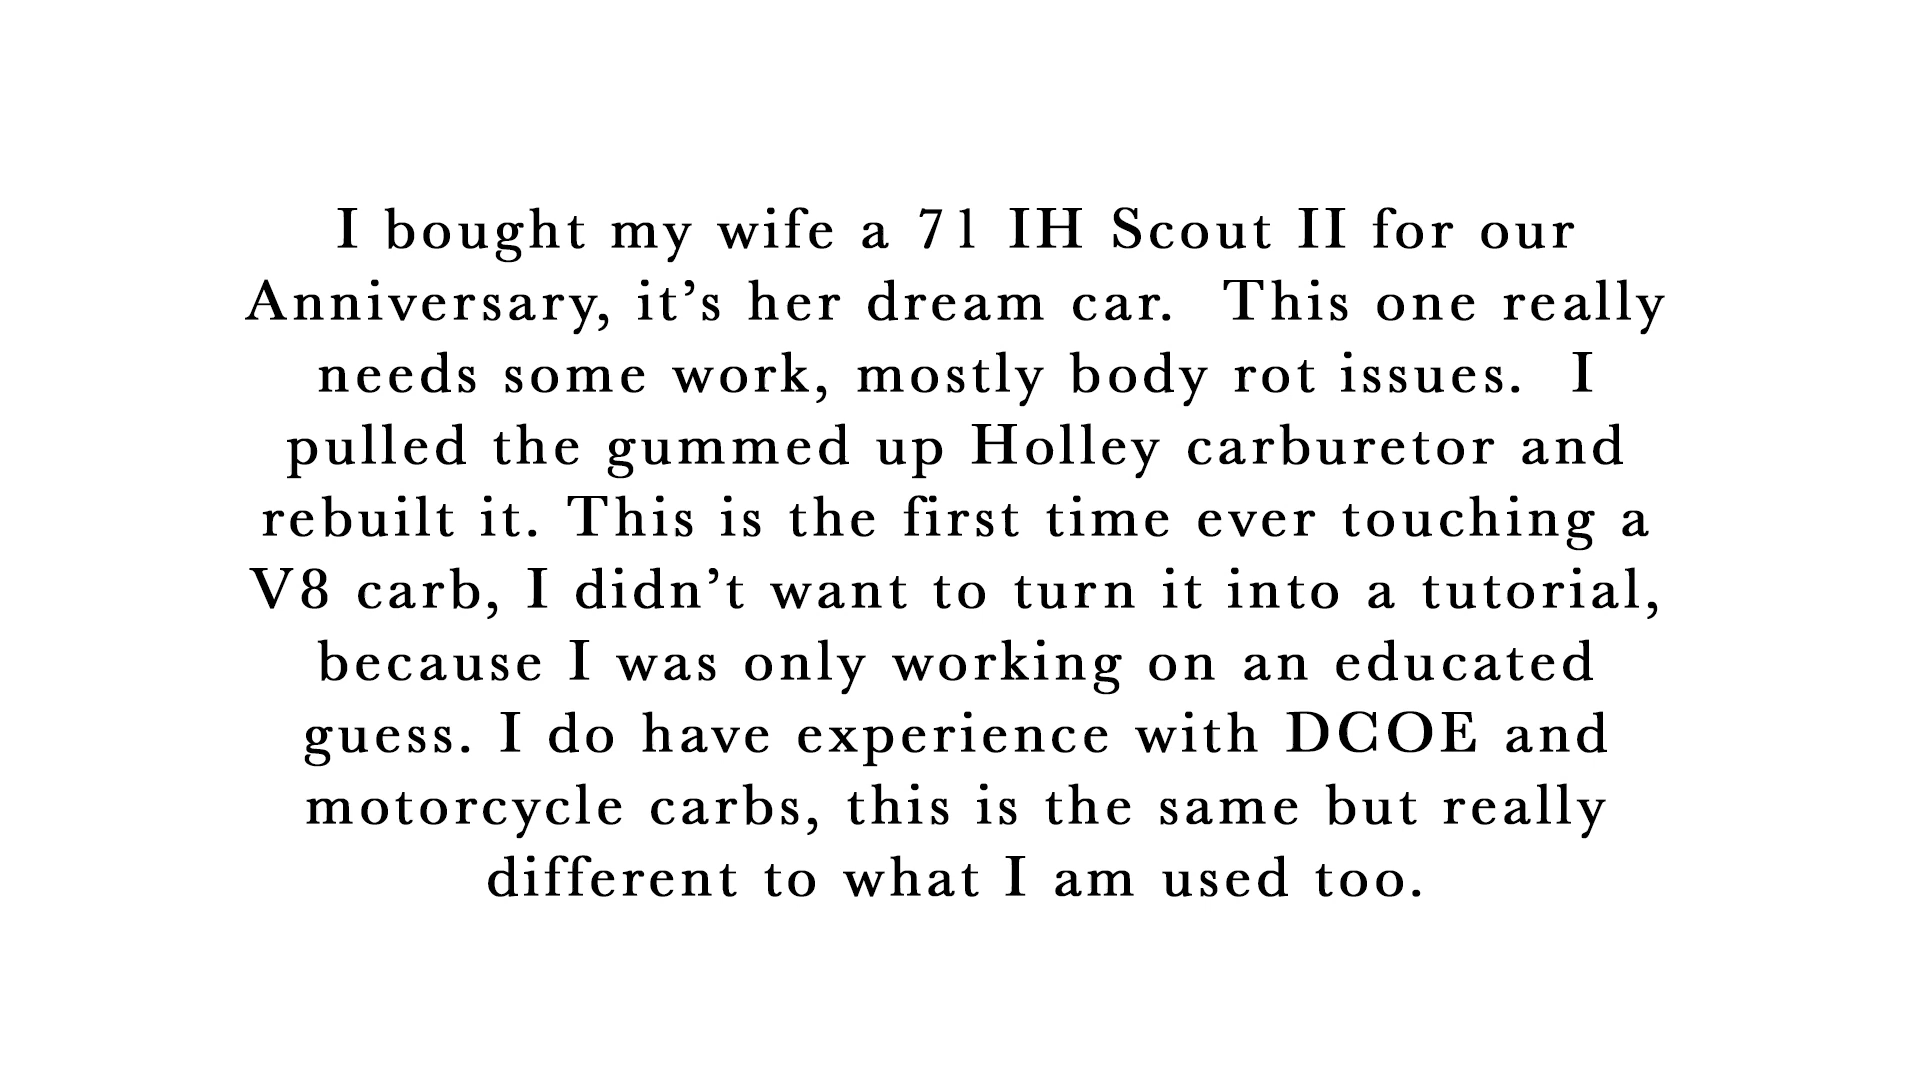 I bought my wife a 71 IH Scout II for our
Anniversary, it’s her dream car.  This one really
needs some work, mostly body rot issues.  I
pulled the gummed up Holley carburetor and
rebuilt it. This is the first time ever touching a
V8 carb, I didn’t want to turn it into a tutorial,
because I was only working on an educated
guess. I do have experience with DCOE and
motorcycle carbs, this is the same but really
different to what I am used too.